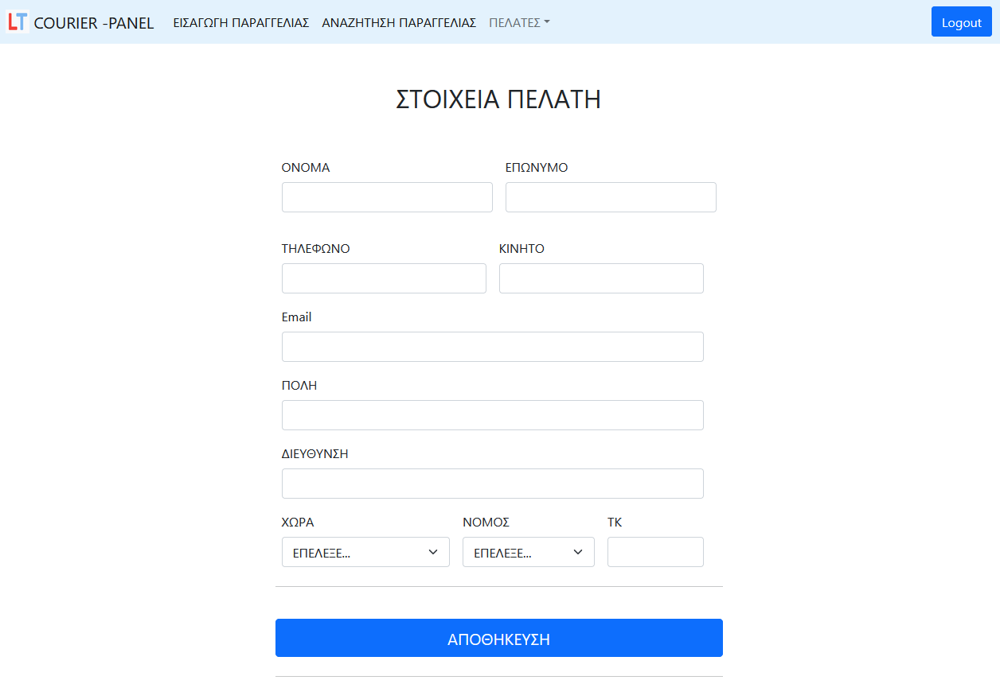 LT COURIER -PANEL ΕΙΣΑΓΩΓΗ ΠΑΡΑΓΓΕΛΙΑΣ ΑΝΑΖΗΤΗΣΗ ΠΑΡΑΓΓΕΛΙΑΣ ΠΕΛΑΤΕΣ Logout
ΣΤΟΙΧΕΙΑ ΠΕΛΑΤΗ
ΟΝΟΜΑ ΕΠΩΝΥΜΟ
ΤΗΛΕΦΩΝΟ ΚΙΝΗΤΟ
Email
ΠΟΛΗ
ΔΙΕΥΘΥΝΣΗ
ΧΩΡΑ ΝΟΜΟΣ ΤΚ
ΕΠΕΛΕΞΕ... ΕΠΕΛΕΞΕ...
ΑΠΟΘΗΚΕΥΣΗ